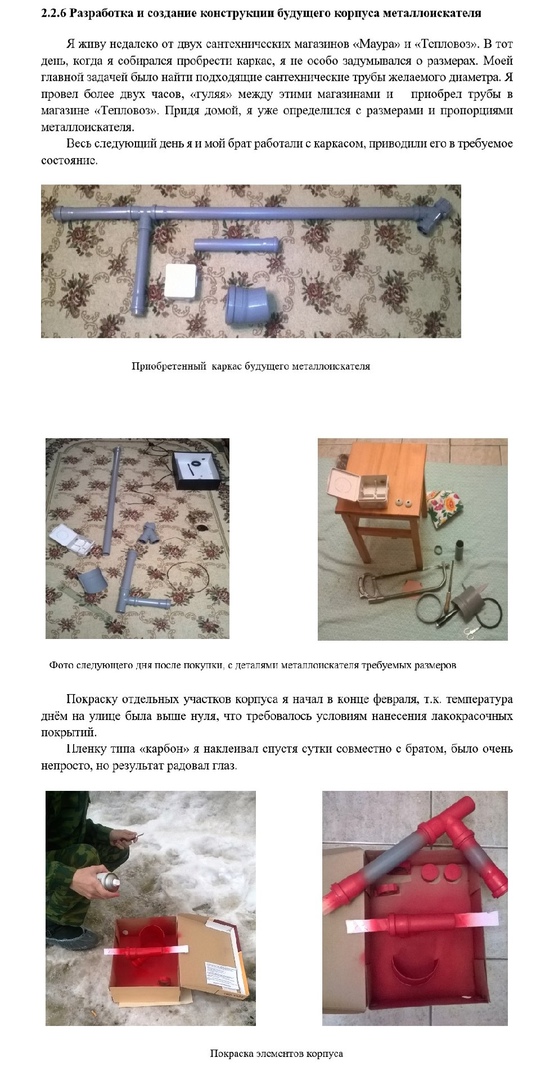 2.2.6 Разработка и создание конструкции будущего корпуса металлоискателя
Я живу недалеко от двух сантехнических магазинов «Маура» и «Тепловоз». В тот
день, когда я собирался пробрести каркас, я не особо задумывался о размерах. Моей
главной задачей было найти подходящие сантехнические трубы желаемого диаметра. Я
провел более двух часов, «гуляя» между этими магазинами и приобрел трубы в
магазине «Тепловоз». Придя домой, я уже определился с размерами и пропорциями
металлоискателя.
Весь следующий день я и мой брат работали с каркасом, приводили его в требуемое
состояние.
Приобретенный каркас будущего металлоискателя
Фото следующего дня после покупки, с деталями металлоискателя требуемых размеров
Покраску отдельных участков корпуса я начал в конце февраля, т.к. температура
днём на улице была выше нуля, что требовалось условиям нанесения лакокрасочных
покрытий.
Пленку типа «карбон» я наклеивал спустя сутки совместно с братом, было очень
непросто, но результат радовал глаз.
Покраска элементов корпуса